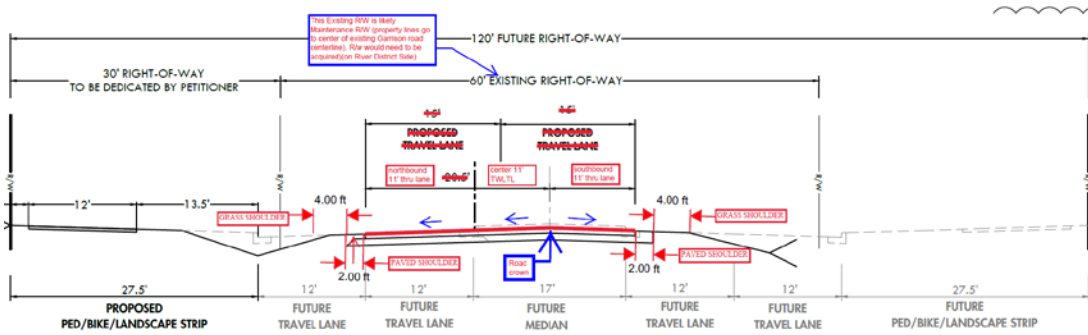 This Existing R/W is likely
Maintenance R/W (property lines go
to center of existing Garrison road
centerline). R/w would need to be
acquired)(on River District Side)
120' FUTURE RIGHT-OF-WAY
30' RIGHT-OF-WAY
TO BE DEDICATED BY PETITIONER
60' EXISTING RIGHT-OF-WAY
15'
15'
PROPOSED
TRAVEL LANE
PROPOSED
TRAVEL LANE
northbound
11' thru lane
20.5'
center 11'
TWLTL
southbound
11' thru lane
R/W
R/W
R/W
R/W
4.00 ft
4.00 ft
12'
13.5'
GRASS SHOULDER
GRASS SHOULDER
PAVED SHOULDER
PAVED SHOULDER
Road
crown
2.00 ft
2.00 ft
27.5'
12'
12'
17'
12'
12'
27.5'
PROPOSED
PED/BIKE/LANDSCAPE STRIP
FUTURE
TRAVEL LANE
FUTURE
TRAVEL LANE
FUTURE
MEDIAN
FUTURE
TRAVEL LANE
FUTURE
TRAVEL LANE
FUTURE
PED/BIKE/LANDSCAPE STRIP